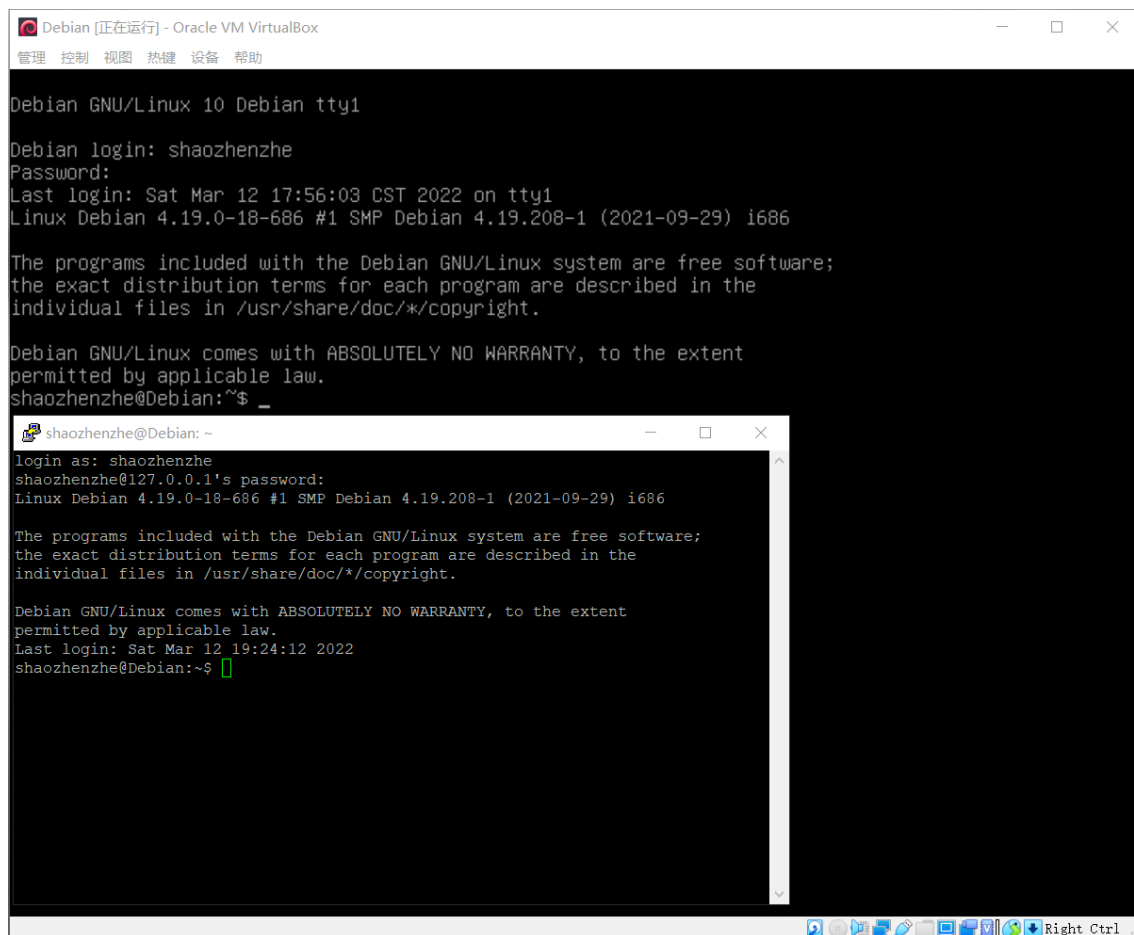 Debian [正在运行] - Oracle VM VirtualBox
管理 控制 视图 热键 设备 帮助
Debian GNU/Linux 10 Debian tty1
Debian login: shaozhenzhe
Password:
Last login: Sat Mar 12 17:56:03 CST 2022 on tty1
Linux Debian 4.19.0-18-686 #1 SMP Debian 4.19.208-1 (2021-09-29) i686
The programs included with the Debian GNU/Linux system are free software;
the exact distribution terms for each program are described in the
individual files in /usr/share/doc/*/copyright.
Debian GNU/Linux comes with ABSOLUTELY NO WARRANTY, to the extent
permitted by applicable law.
shaozhenzhe@Debian:~$ _
shaozhenzhe@Debian: ~
login as: shaozhenzhe
shaozhenzhe@127.0.0.1's password:
Linux Debian 4.19.0-18-686 #1 SMP Debian 4.19.208-1 (2021-09-29) i686
The programs included with the Debian GNU/Linux system are free software;
the exact distribution terms for each program are described in the
individual files in /usr/share/doc/*/copyright.
Debian GNU/Linux comes with ABSOLUTELY NO WARRANTY, to the extent
permitted by applicable law.
Last login: Sat Mar 12 19:24:12 2022
shaozhenzhe@Debian:~$
Right Ctrl